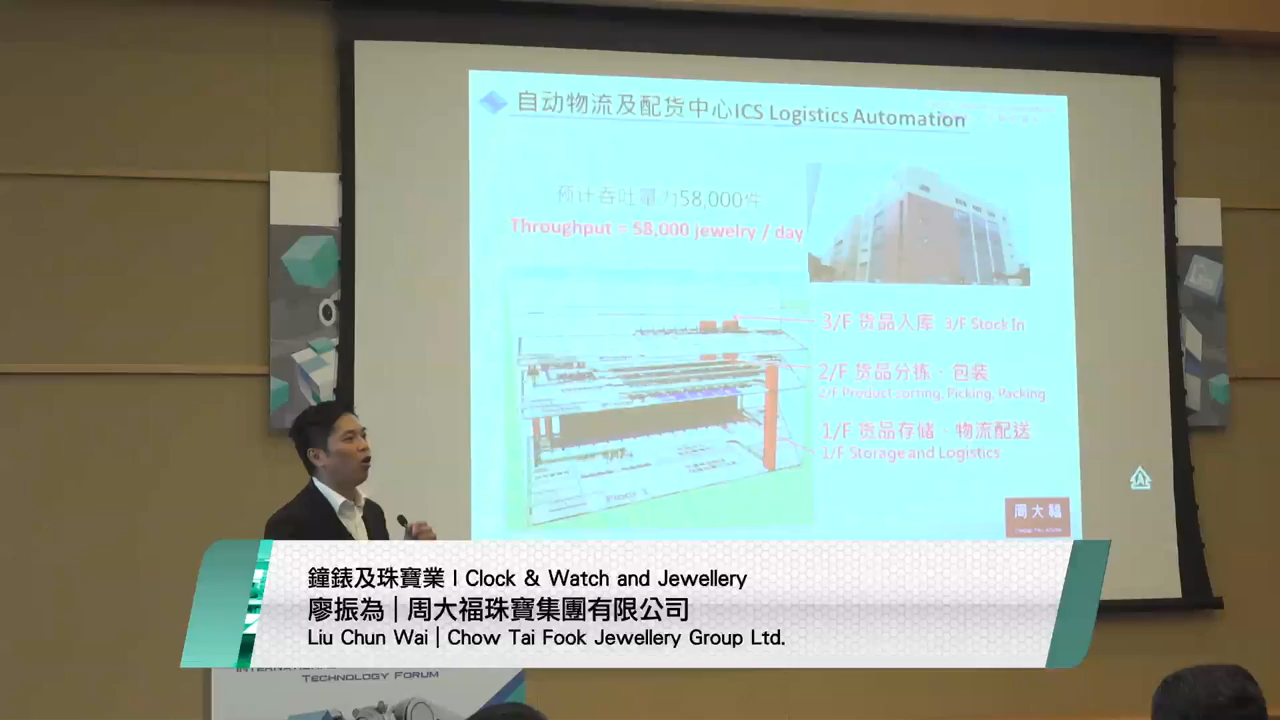 自动物流及配货中心ICS Logistics Automation
预计吞吐量力58,000件
Throughput = 58,000 jewelry / day
3/F 货品入库 3/F Stock In
2/F 货品分拣、包装
2/F Product sorting, Picking, Packing
1/F 货品存储、物流配送
1/F Storage and Logistics
Floor 1
周大福
鐘錶及珠寶業 | Clock & Watch and Jewellery
廖振為 | 周大福珠寶集團有限公司
Liu Chun Wai | Chow Tai Fook Jewellery Group Ltd.
TECHNOLOGY FORUM